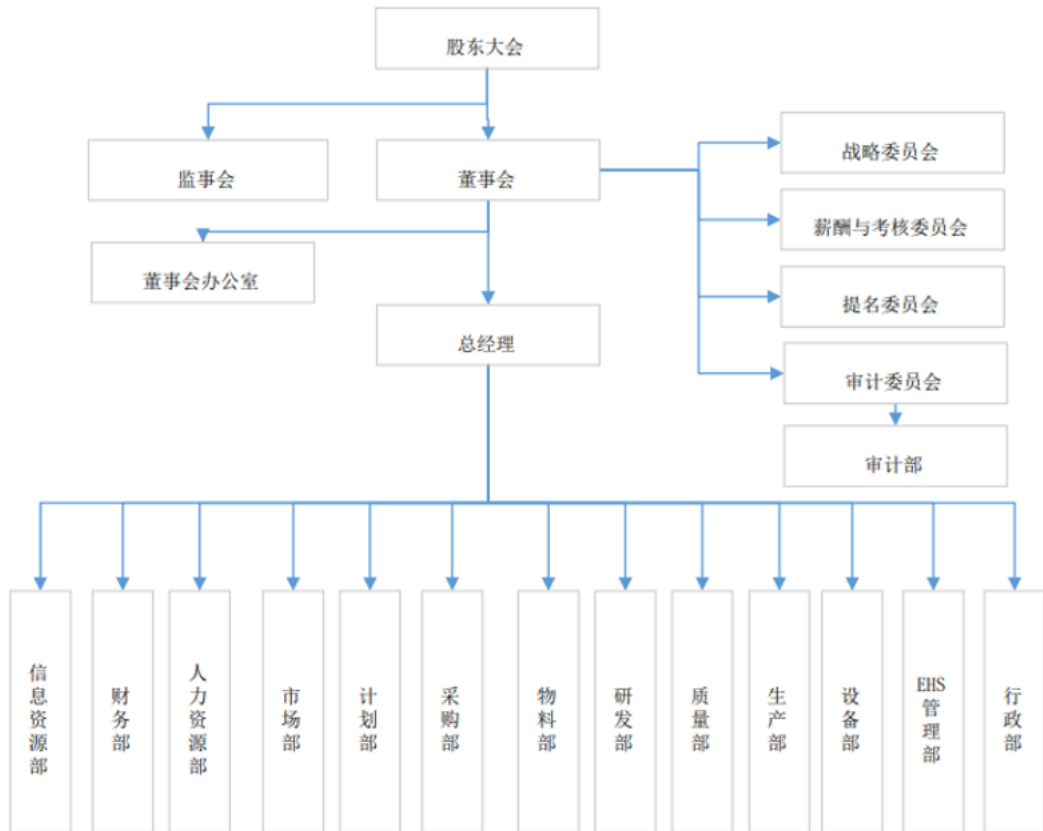 股东大会
监事会
董事会
战略委员会
薪酬与考核委员会
董事会办公室
提名委员会
总经理
审计委员会
审计部
信息资源部
财务部
人力资源部
市场部
计划部
采购部
物料部
研发部
质量部
生产部
设备部
EHS管理部
行政部